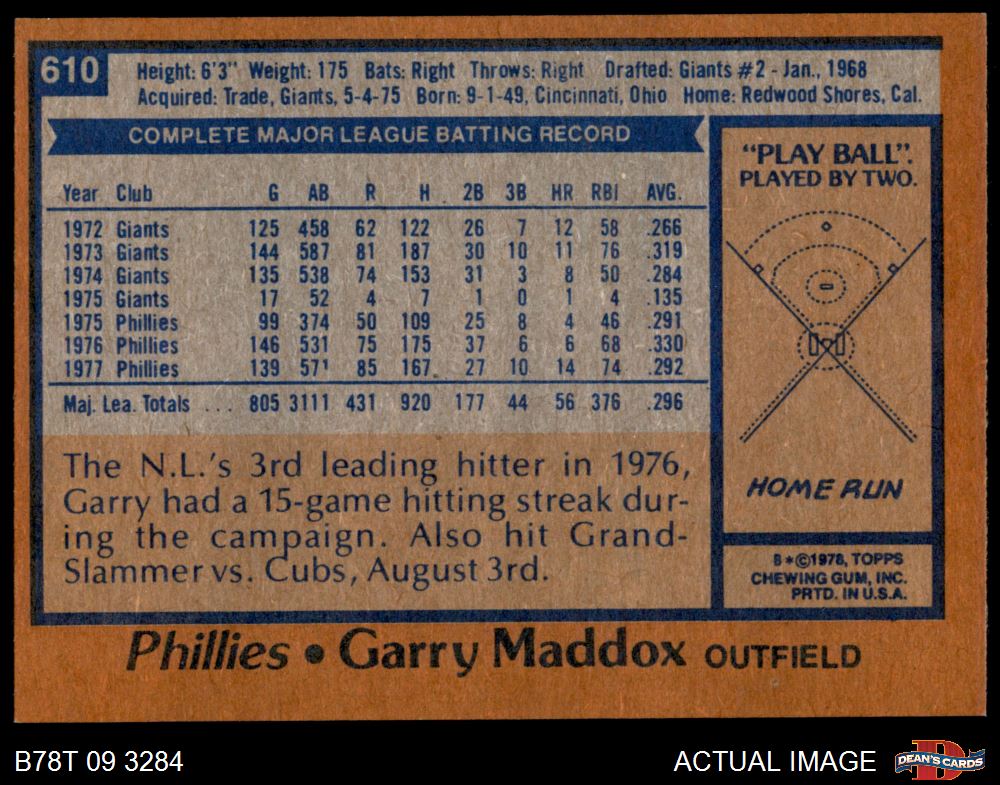 610
Height: 6'3" Weight: 175 Bats: Right Throws: Right Drafted: Giants #2 - Jan., 1968
Acquired: Trade, Giants, 5-4-75 Born: 9-1-49, Cincinnati, Ohio Home: Redwood Shores, Cal.
COMPLETE MAJOR LEAGUE BATTING RECORD
Year Club G AB R H 2B 3B HR RBI AVG.
1972 Giants 125 458 62 122 26 7 12 58 .266
1973 Giants 144 587 81 187 30 10 11 76 .319
1974 Giants 135 538 74 153 31 3 8 50 .284
1975 Giants 17 52 4 7 1 0 1 4 .135
1975 Phillies 99 374 50 109 25 8 4 46 .291
1976 Phillies 146 531 75 175 37 6 6 68 .330
1977 Phillies 139 571 85 167 27 10 14 74 .292
Maj. Lea. Totals ... 805 3111 431 920 177 44 56 376 .296
The N.L.'s 3rd leading hitter in 1976,
Garry had a 15-game hitting streak dur-
ing the campaign. Also hit Grand-
Slammer vs. Cubs, August 3rd.
"PLAY BALL".
PLAYED BY TWO.
HOME RUN
B*©1978, TOPPS
CHEWING GUM, INC.
PRTD. IN U.S.A.
Phillies • Garry Maddox OUTFIELD
B78T 09 3284
ACTUAL IMAGE
D
DEAN'S CARDS